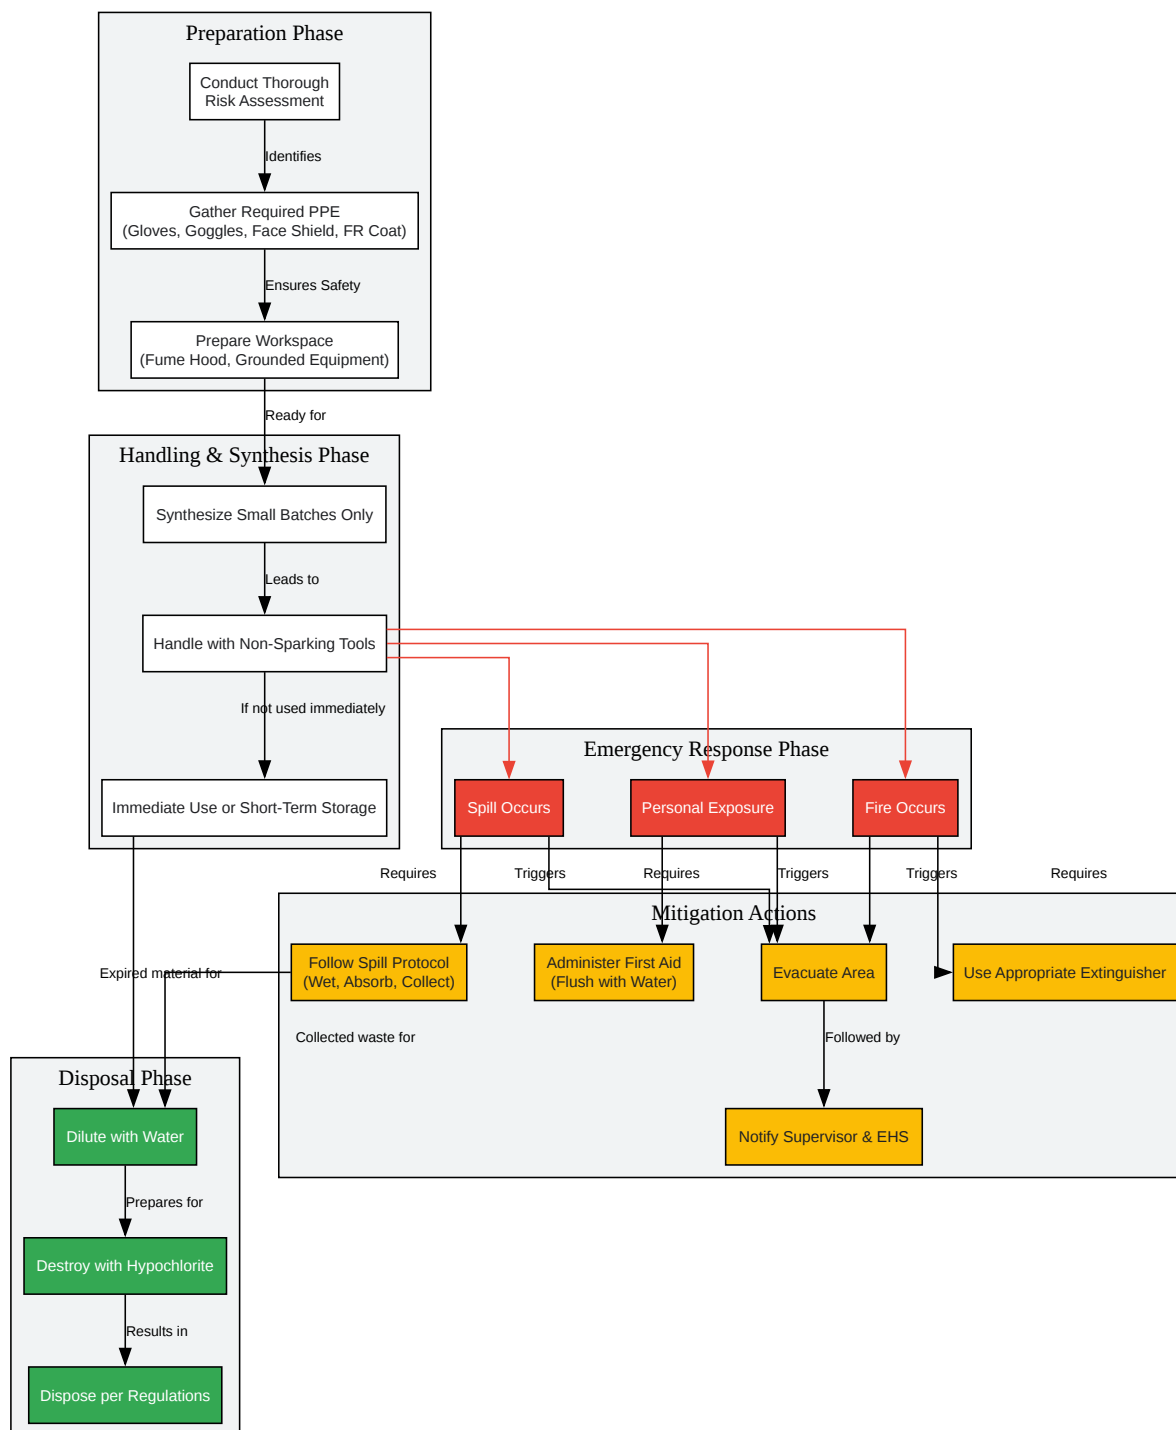 Preparation Phase
Conduct Thorough
Risk Assessment
Identifies
Gather Required PPE
(Gloves, Goggles, Face Shield, FR Coat)
Ensures Safety
Prepare Workspace
(Fume Hood, Grounded Equipment)
Ready for
Handling & Synthesis Phase
Synthesize Small Batches Only
Leads to
Handle with Non-Sparking Tools
If not used immediately
Immediate Use or Short-Term Storage
Emergency Response Phase
Spill Occurs
Personal Exposure
Fire Occurs
Requires
Triggers
Requires
Triggers
Triggers
Requires
Mitigation Actions
Follow Spill Protocol
(Wet, Absorb, Collect)
Administer First Aid
(Flush with Water)
Evacuate Area
Use Appropriate Extinguisher
Expired material for
Collected waste for
Followed by
Notify Supervisor & EHS
Disposal Phase
Dilute with Water
Prepares for
Destroy with Hypochlorite
Results in
Dispose per Regulations